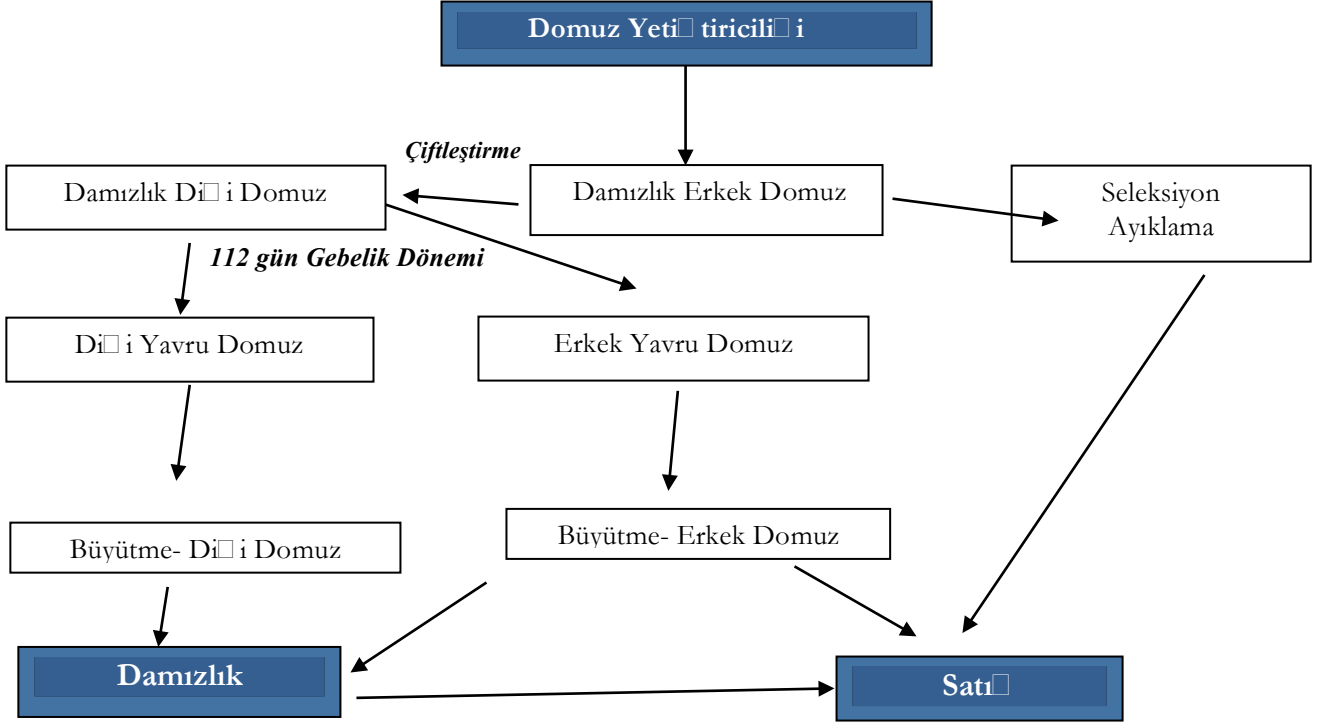 Domuz Yeti□ tiricili□ i
Çiftleştirme
Damızlık Di□ i Domuz
Damızlık Erkek Domuz
Seleksiyon
Ayıklama
112 gün Gebelik Dönemi
Di□ i Yavru Domuz
Erkek Yavru Domuz
Büyütme- Di□ i Domuz
Büyütme- Erkek Domuz
Damızlık
Satı□